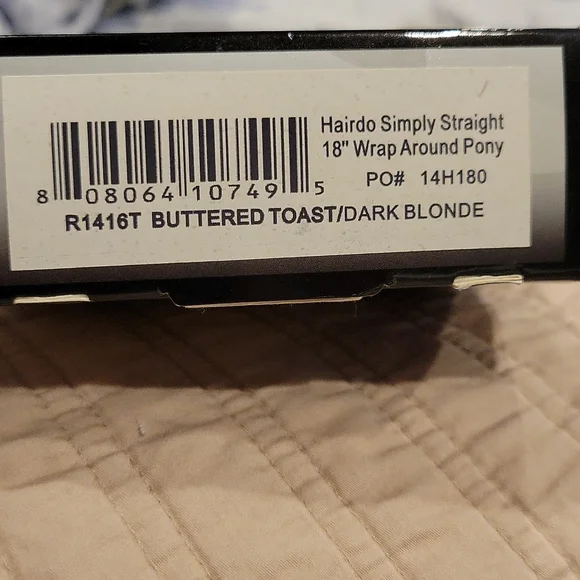 Hairdo Simply Straight
18" Wrap Around Pony
PO# 14H180
8 08064 10749 5
R1416T BUTTERED TOAST/DARK BLONDE